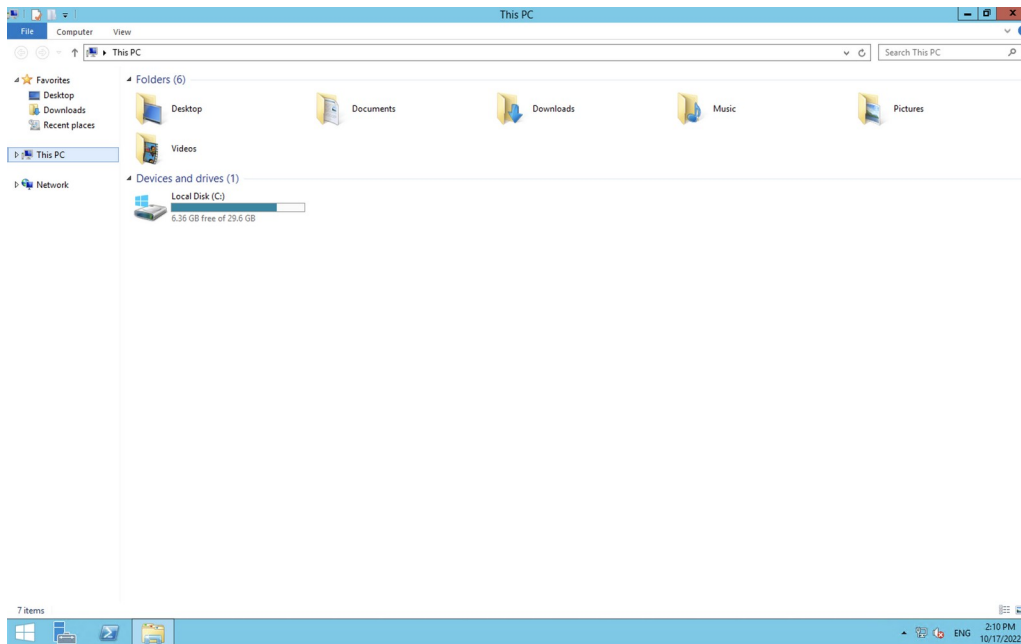 This PC
File Computer View
This PC
Search This PC
Favorites
Desktop
Downloads
Recent places
This PC
Network
Folders (6)
Desktop Documents Downloads Music Pictures
Videos
Devices and drives (1)
Local Disk (C:)
6.36 GB free of 29.6 GB
7 items
ENG
2:10 PM
10/17/2022